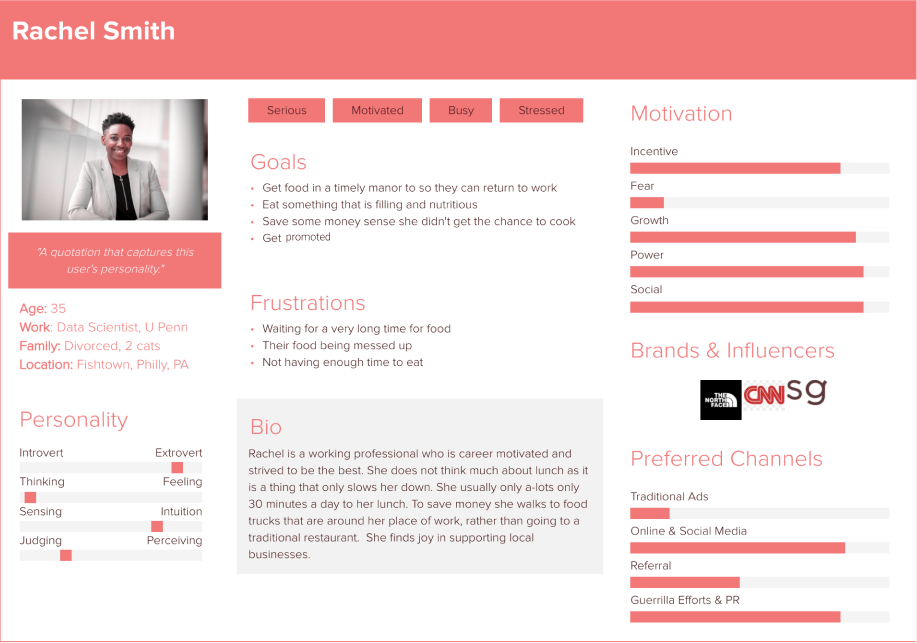 Rachel Smith
"A quotation that captures this
user's personality."
Age: 35
Work: Data Scientist, U Penn
Family: Divorced, 2 cats
Location: Fishtown, Philly, PA
Personality
Introvert Extrovert
Thinking Feeling
Sensing Intuition
Judging Perceiving
Serious Motivated Busy Stressed
Goals
• Get food in a timely manor to so they can return to work
• Eat something that is filling and nutritious
• Save some money sense she didn't get the chance to cook
• Get promoted
Frustrations
• Waiting for a very long time for food
• Their food being messed up
• Not having enough time to eat
Bio
Rachel is a working professional who is career motivated and
strived to be the best. She does not think much about lunch as it
is a thing that only slows her down. She usually only a-lots only
30 minutes a day to her lunch. To save money she walks to food
trucks that are around her place of work, rather than going to a
traditional restaurant. She finds joy in supporting local
businesses.
Motivation
Incentive
Fear
Growth
Power
Social
Brands & Influencers
THE
NORTH
FACE
CNN
sg
Preferred Channels
Traditional Ads
Online & Social Media
Referral
Guerrilla Efforts & PR